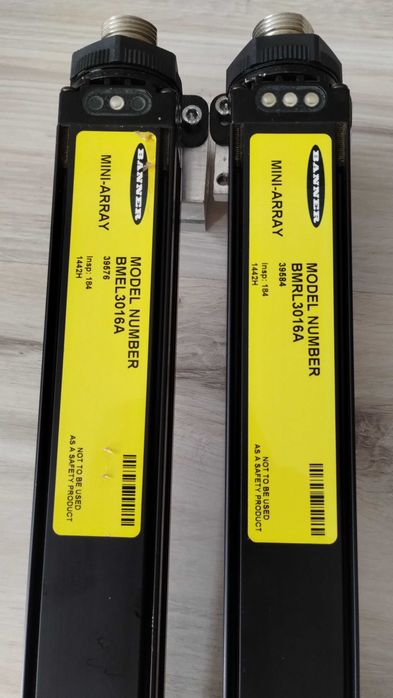 BANNER
MINI-ARRAY
MODEL NUMBER
BMEL3016A
39576
Insp: 184
1442H
NOT TO BE USED
AS A SAFETY PRODUCT
BANNER
MINI-ARRAY
MODEL NUMBER
BMRL3016A
39584
Insp: 184
1442H
NOT TO BE USED
AS A SAFETY PRODUCT